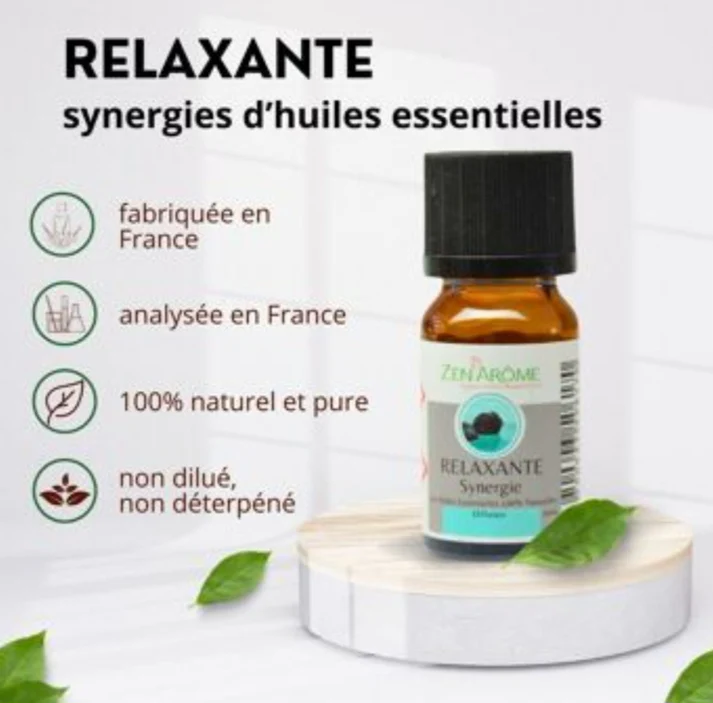 RELAXANTE
synergies d'huiles essentielles
fabriquée en
France
analysée en France
100% naturel et pure
non dilué,
non déterpéné
ZEN'ARÔME
RELAXANTE
Synergie